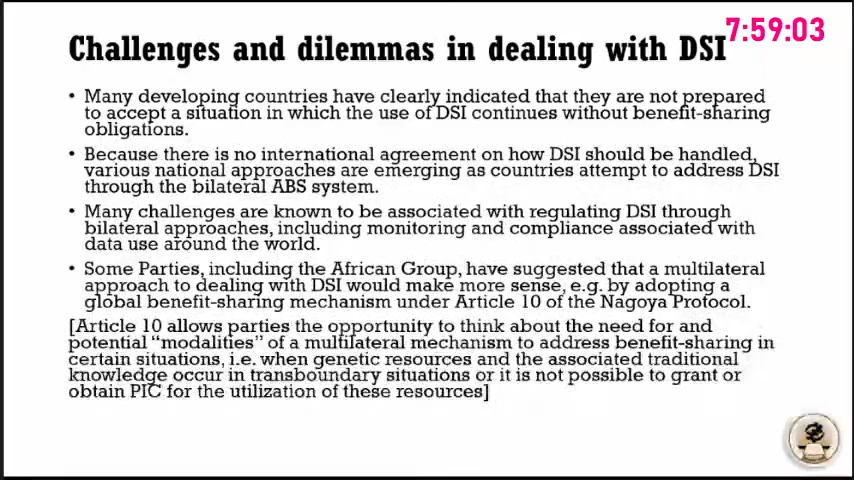 7:59:03
Challenges and dilemmas in dealing with DSI
• Many developing countries have clearly indicated that they are not prepared
to accept a situation in which the use of DSI continues without benefit-sharing
obligations.
• Because there is no international agreement on how DSI should be handled,
various national approaches are emerging as countries attempt to address DSI
through the bilateral ABS system.
• Many challenges are known to be associated with regulating DSI through
bilateral approaches, including monitoring and compliance associated with
data use around the world.
• Some Parties, including the African Group, have suggested that a multilateral
approach to dealing with DSI would make more sense, e.g. by adopting a
global benefit-sharing mechanism under Article 10 of the Nagoya Protocol.
[Article 10 allows parties the opportunity to think about the need for and
potential “modalities” of a multilateral mechanism to address benefit-sharing in
certain situations, i.e. when genetic resources and the associated traditional
knowledge occur in transboundary situations or it is not possible to grant or
obtain PIC for the utilization of these resources]